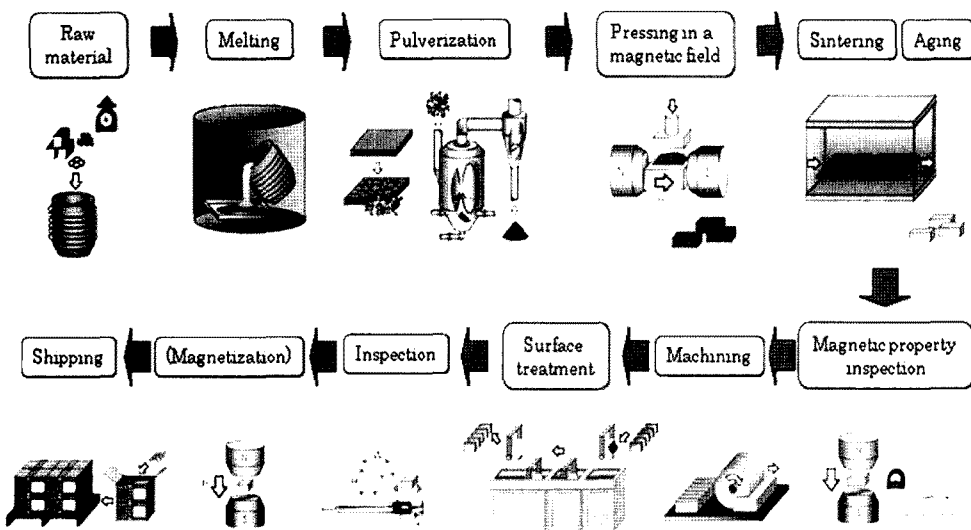 Raw
material
Melting
Pulverization
Pressing in a
magnetic field
Sintering
Aging
Magnetic property
inspection
Machining
Surface
treatment
Inspection
(Magnetization)
Shipping